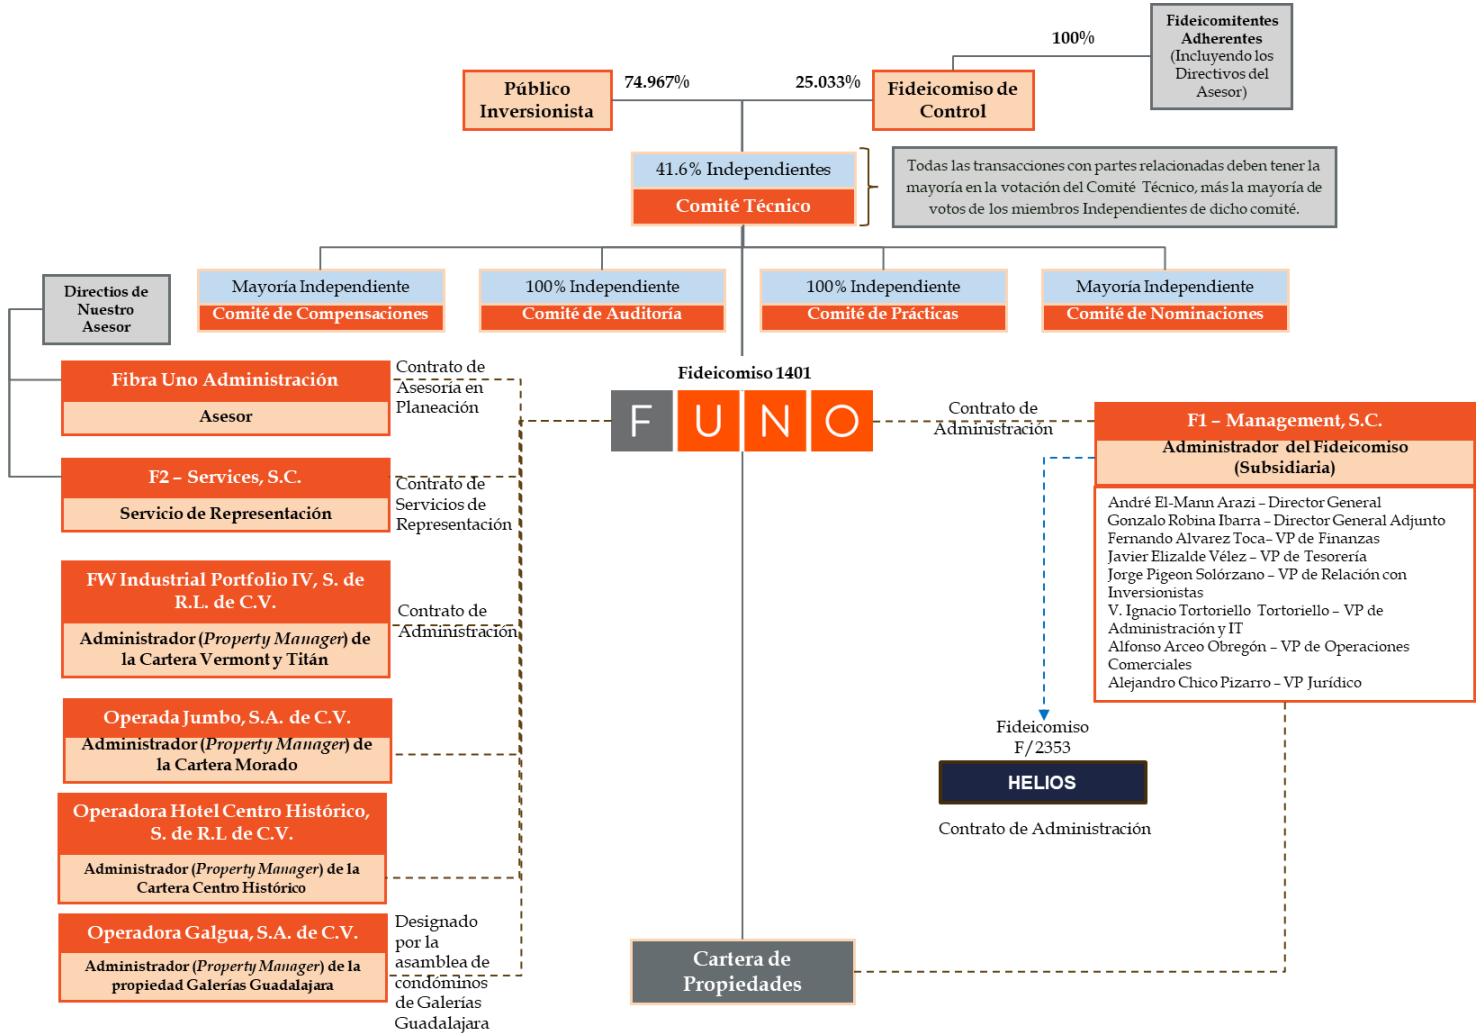 Fideicomitentes
Adherentes
(Incluyendo los
Directivos del
Asesor)
100%
Público
Inversionista
74.967%
25.033%
Fideicomiso de
Control
41.6% Independientes
Comité Técnico
Todas las transacciones con partes relacionadas deben tener la
mayoría en la votación del Comité Técnico, más la mayoría de
votos de los miembros Independientes de dicho comité.
Mayoría Independiente
Comité de Compensaciones
100% Independiente
Comité de Auditoría
100% Independiente
Comité de Prácticas
Mayoría Independiente
Comité de Nominaciones
Directios de
Nuestro
Asesor
Fibra Uno Administración
Asesor
Contrato de
Asesoría en
Planeación
F2 – Services, S.C.
Servicio de Representación
Contrato de
Servicios de
Representación
FW Industrial Portfolio IV, S. de
R.L. de C.V.
Administrador (Property Manager) de
la Cartera Vermont y Titán
Contrato de
Administración
Operada Jumbo, S.A. de C.V.
Administrador (Property Manager) de
la Cartera Morado
Operadora Hotel Centro Histórico,
S. de R.L de C.V.
Administrador (Property Manager) de la
Cartera Centro Histórico
Operadora Galgua, S.A. de C.V.
Administrador (Property Manager) de la
propiedad Galerías Guadalajara
Designado
por la
asamblea de
condóminos
de Galerías
Guadalajara
Fideicomiso 1401
FUNO
Contrato de
Administración
F1 – Management, S.C.
Administrador del Fideicomiso
(Subsidiaria)
André El-Mann Arazi – Director General
Gonzalo Robina Ibarra – Director General Adjunto
Fernando Alvarez Toca– VP de Finanzas
Javier Elizalde Vélez – VP de Tesorería
Jorge Pigeon Solórzano – VP de Relación con
Inversionistas
V. Ignacio Tortoriello Tortoriello – VP de
Administración y IT
Alfonso Arceo Obregón – VP de Operaciones
Comerciales
Alejandro Chico Pizarro – VP Jurídico
Fideicomiso
F/2353
HELIOS
Contrato de Administración
Cartera de
Propiedades